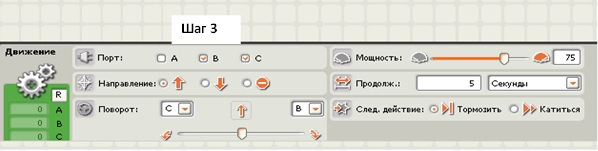 Шаг 3
Движение
Порт: A B C
Мощность: 75
Направление:
Продолж.: 5 Секунды
Поворот: C B
След. действие: Тормозить Катиться
R
0 A
0 B
0 C